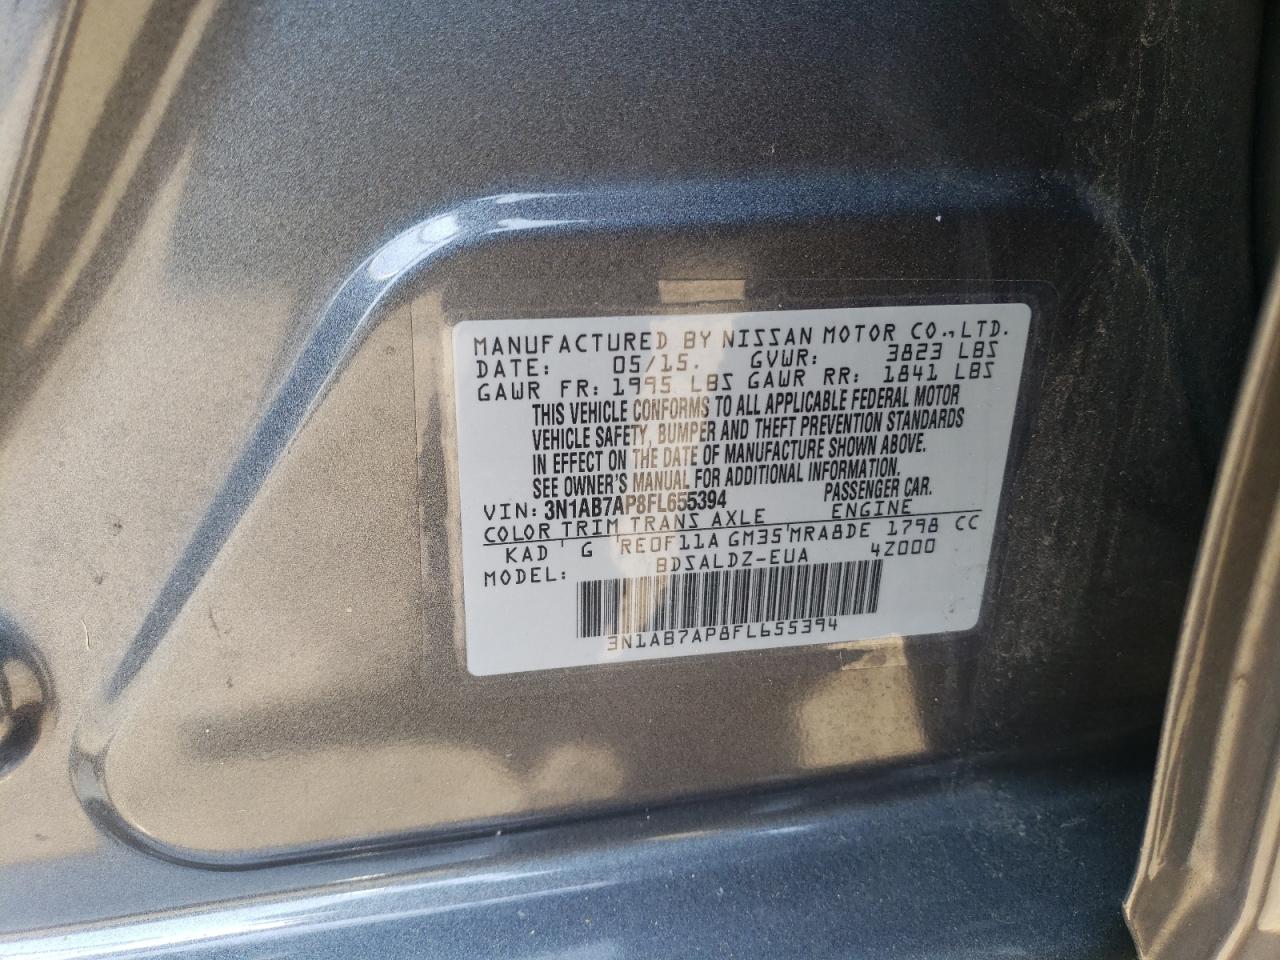 MANUFACTURED BY NISSAN MOTOR CO., LTD.
DATE: 05/15. GVWR: 3823 LBS
GAWR FR: 1995 LBS GAWR RR: 1841 LBS
THIS VEHICLE CONFORMS TO ALL APPLICABLE FEDERAL MOTOR
VEHICLE SAFETY, BUMPER AND THEFT PREVENTION STANDARDS
IN EFFECT ON THE DATE OF MANUFACTURE SHOWN ABOVE.
SEE OWNER'S MANUAL FOR ADDITIONAL INFORMATION.
VIN: 3N1AB7AP8FL655394 PASSENGER CAR.
COLOR TRIM TRANS AXLE ENGINE
KAD G RE0F11A GM35 MRA8DE 1798 CC
MODEL: BDSALDZ-EUA 4Z000
3N1AB7AP8FL655394